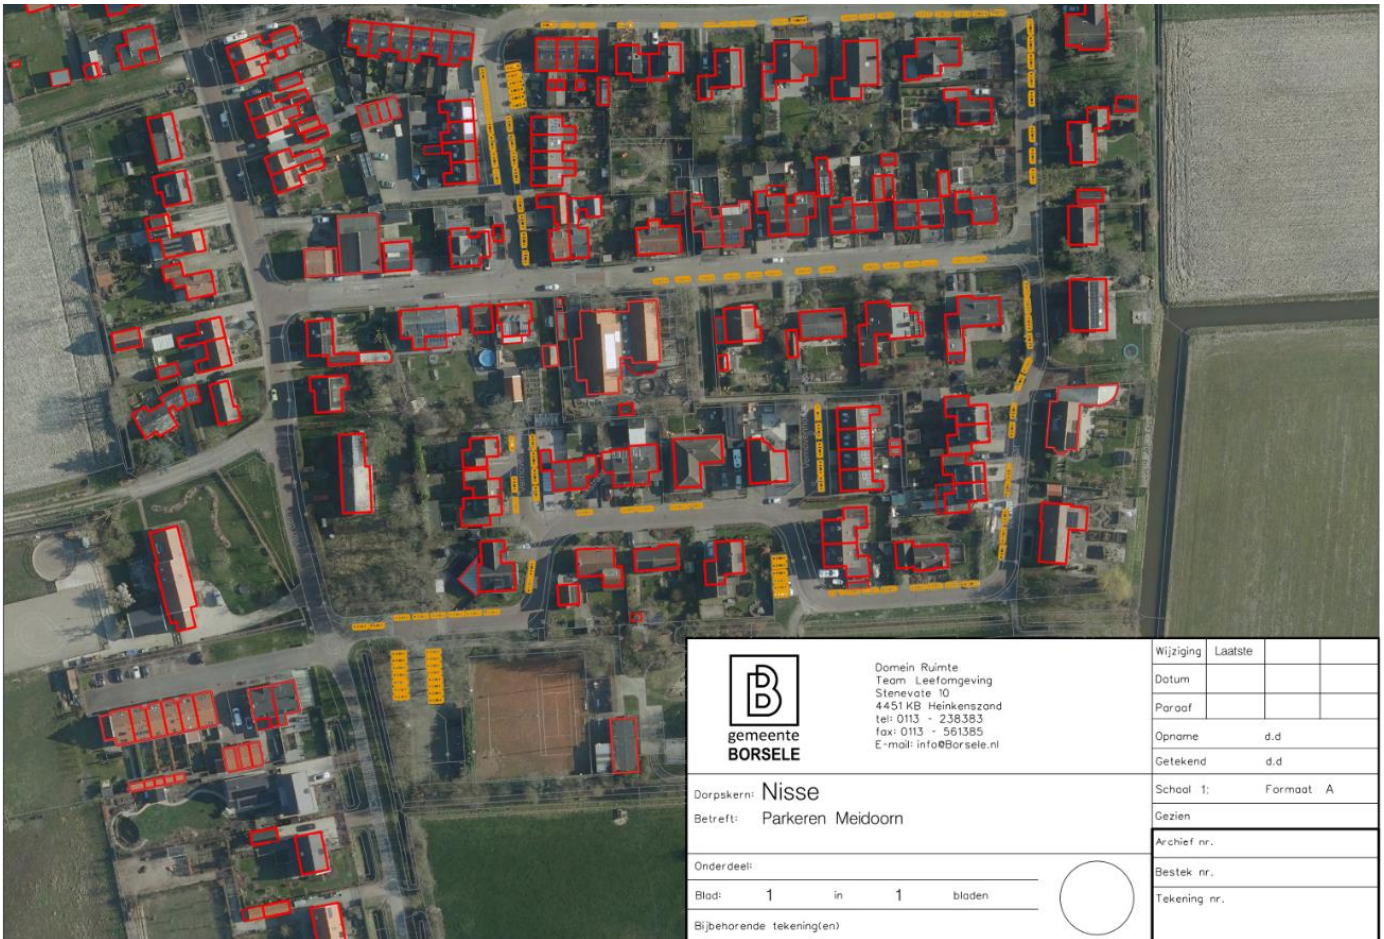 Vernoverhof
Domein Ruimte
Team Leefomgeving
Stenevate 10
4451 KB Heinkenszand
tel: 0113 - 238383
fax: 0113 - 561385
E-mail: info@Borsele.nl
gemeente
BORSELE
Dorpskern: Nisse
Betreft: Parkeren Meidoorn
Onderdeel:
Blad: 1 in 1 bladen
Bijbehorende tekening(en)
Wijziging Laatste
Datum
Paraaf
Opname d.d
Getekend d.d
Schaal 1: Formaat A
Gezien
Archief nr.
Bestek nr.
Tekening nr.